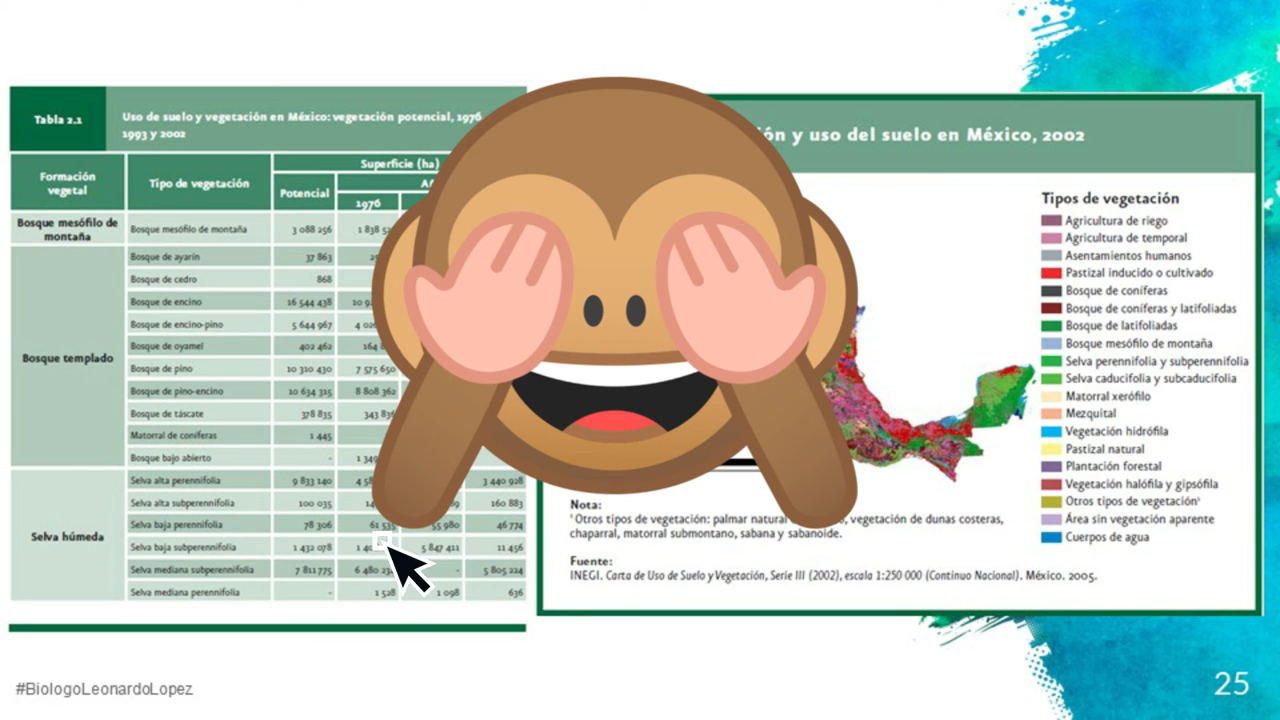 Tabla 2.1
Uso de suelo y vegetación en México: vegetación potencial, 1976
1993 y 2002
Formación
vegetal
Tipo de vegetación
Superficie (ha)
Potencial
1976
Bosque mesófilo de
montaña
Bosque mesófilo de montaña 3 088 256 1 838
Bosque templado
Bosque de ayarín 37 863
Bosque de cedro 868
Bosque de encino 16 544 438 10
Bosque de encino-pino 5 644 967 4
Bosque de oyamel 402 462 164
Bosque de pino 10 310 430 7 575 650
Bosque de pino-encino 10 634 315 8 808 362
Bosque de táscate 378 835 343 836
Matorral de coníferas 1 445
Bosque bajo abierto -
Selva húmeda
Selva alta perennifolia 9 833 140 3 440 928
Selva alta subperennifolia 100 035 160 883
Selva baja perennifolia 78 306 61 535 55 980 46 774
Selva baja subperennifolia 1 432 078 5 847 411 11 456
Selva mediana subperennifolia 7 811 775 6 480 - 5 805 224
Selva mediana perennifolia - 1 528 1 098 636
y uso del suelo en México, 2002
Tipos de vegetación
Agricultura de riego
Agricultura de temporal
Asentamientos humanos
Pastizal inducido o cultivado
Bosque de coníferas
Bosque de coníferas y latifoliadas
Bosque de latifoliadas
Bosque mesófilo de montaña
Selva perennifolia y subperennifolia
Selva caducifolia y subcaducifolia
Matorral xerófilo
Mezquital
Vegetación hidrófila
Pastizal natural
Plantación forestal
Vegetación halófila y gipsófila
Otros tipos de vegetación¹
Área sin vegetación aparente
Cuerpos de agua
Nota:
¹Otros tipos de vegetación: palmar natural vegetación de dunas costeras,
chaparral, matorral submontano, sabana y sabanoide.
Fuente:
INEGI. Carta de Uso de Suelo y Vegetación, Serie III (2002), escala 1:250 000 (Continuo Nacional). México. 2005.
#BiologoLeonardoLopez
25